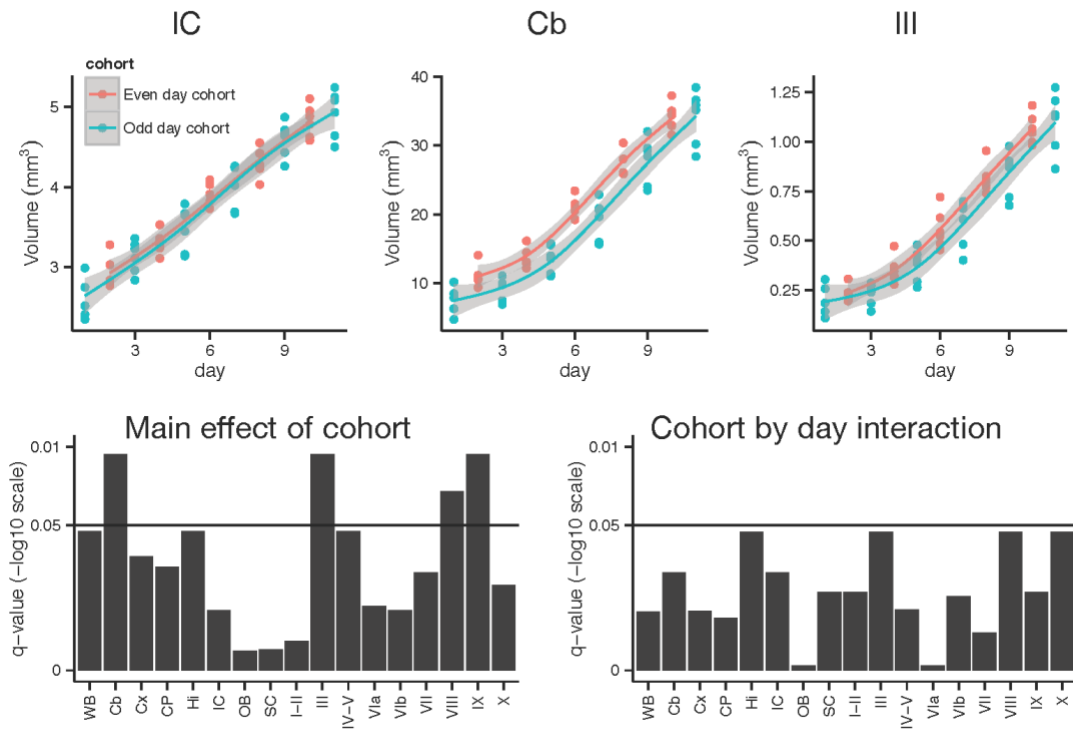 IC
Cb
III
cohort
Even day cohort
Odd day cohort
Volume (mm³)
5
4
3
3 6 9
day
Volume (mm³)
40
30
20
10
3 6 9
day
Volume (mm³)
1.25
1.00
0.75
0.50
0.25
3 6 9
day
Main effect of cohort
q-value (-log10 scale)
0.01
0.05
0
WB Cb Cx CP Hi IC OB SC I-II III IV-V VIa VIb VII VIII IX X
Cohort by day interaction
q-value (-log10 scale)
0.01
0.05
0
WB Cb Cx CP Hi IC OB SC I-II III IV-V VIa VIb VII VIII IX X